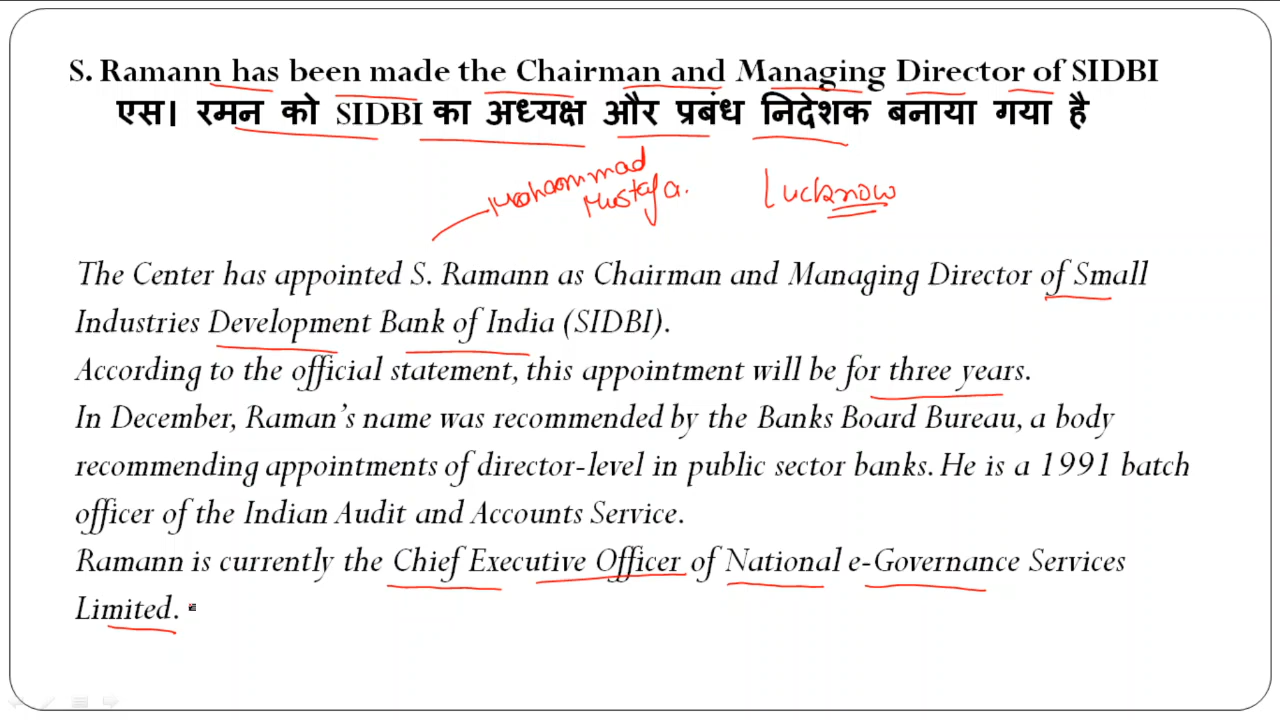 S. Ramann has been made the Chairman and Managing Director of SIDBI
एस। रमन को SIDBI का अध्यक्ष और प्रबंध निदेशक बनाया गया है
Mohammmad
Mustafa.
Lucknow
The Center has appointed S. Ramann as Chairman and Managing Director of Small
Industries Development Bank of India (SIDBI).
According to the official statement, this appointment will be for three years.
In December, Raman's name was recommended by the Banks Board Bureau, a body
recommending appointments of director-level in public sector banks. He is a 1991 batch
officer of the Indian Audit and Accounts Service.
Ramann is currently the Chief Executive Officer of National e-Governance Services
Limited.